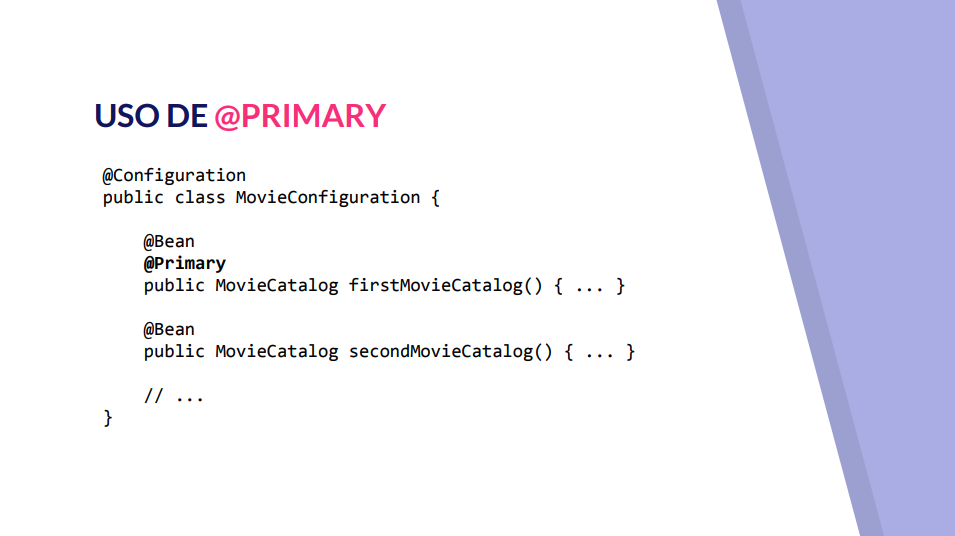 USO DE @PRIMARY
@Configuration
public class MovieConfiguration {
@Bean
@Primary
public MovieCatalog firstMovieCatalog() { ... }
@Bean
public MovieCatalog secondMovieCatalog() { ... }
// ...
}